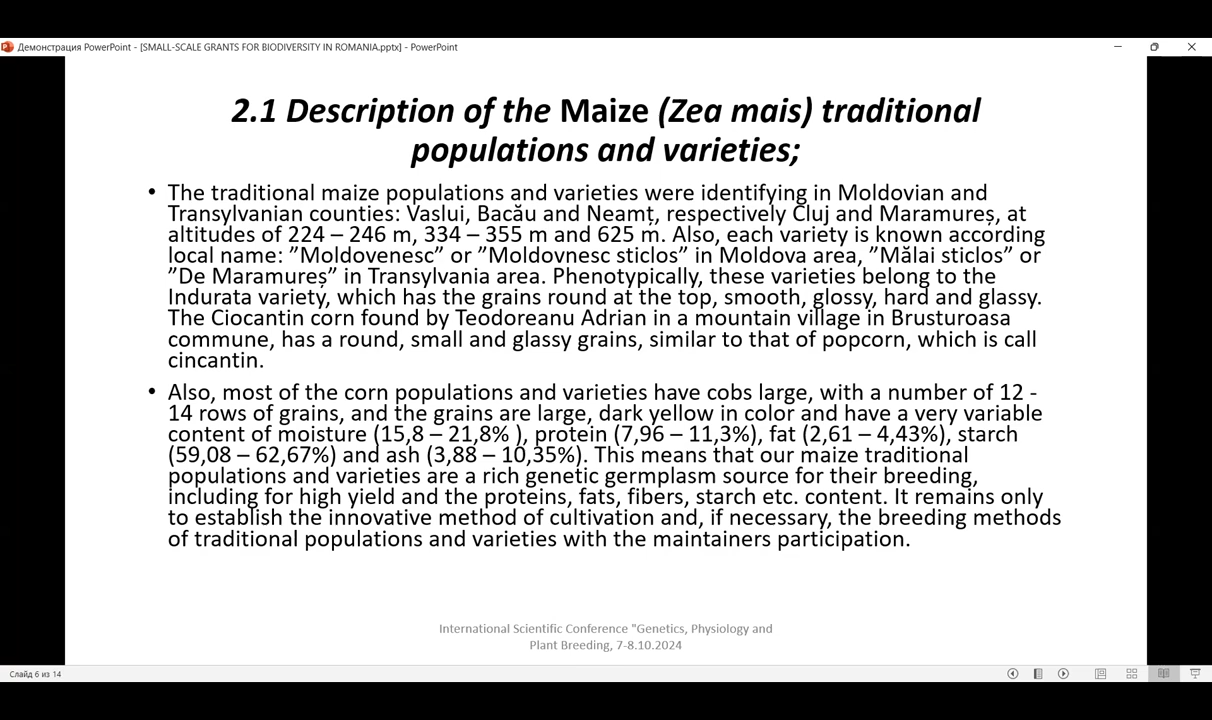 Демонстрация PowerPoint - [SMALL-SCALE GRANTS FOR BIODIVERSITY IN ROMANIA.pptx] - PowerPoint
2.1 Description of the Maize (Zea mais) traditional
populations and varieties;
• The traditional maize populations and varieties were identifying in Moldovian and
Transylvanian counties: Vaslui, Bacău and Neamț, respectively Cluj and Maramureș, at
altitudes of 224 – 246 m, 334 – 355 m and 625 m. Also, each variety is known according
local name: ”Moldovenesc” or ”Moldovnesc sticlos” in Moldova area, ”Mălai sticlos” or
”De Maramureș” in Transylvania area. Phenotypically, these varieties belong to the
Indurata variety, which has the grains round at the top, smooth, glossy, hard and glassy.
The Ciocantin corn found by Teodoreanu Adrian in a mountain village in Brusturoasa
commune, has a round, small and glassy grains, similar to that of popcorn, which is call
cincantin.
• Also, most of the corn populations and varieties have cobs large, with a number of 12 -
14 rows of grains, and the grains are large, dark yellow in color and have a very variable
content of moisture (15,8 – 21,8% ), protein (7,96 – 11,3%), fat (2,61 – 4,43%), starch
(59,08 – 62,67%) and ash (3,88 – 10,35%). This means that our maize traditional
populations and varieties are a rich genetic germplasm source for their breeding,
including for high yield and the proteins, fats, fibers, starch etc. content. It remains only
to establish the innovative method of cultivation and, if necessary, the breeding methods
of traditional populations and varieties with the maintainers participation.
International Scientific Conference "Genetics, Physiology and
Plant Breeding, 7-8.10.2024
Слайд 6 из 14